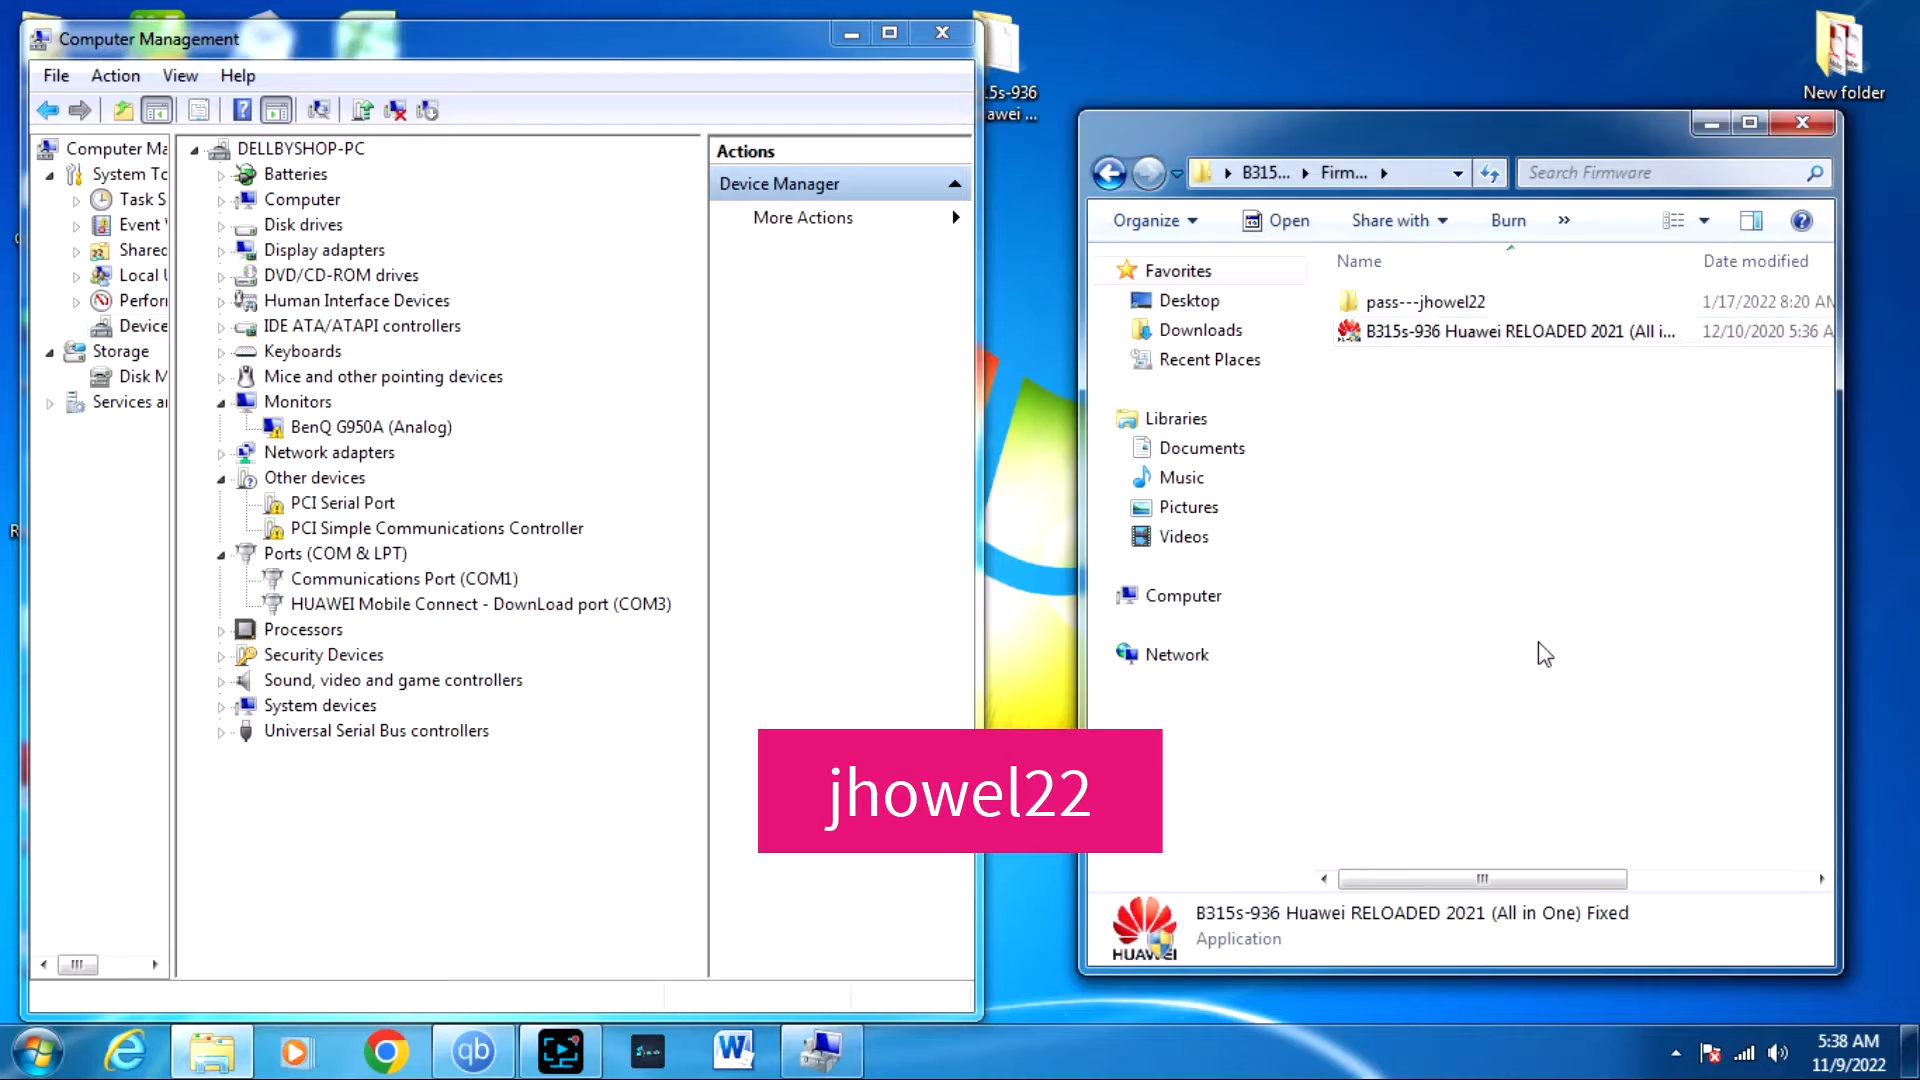 Computer Management
File Action View Help
Computer Ma
System To
Task S
Event
Shared
Local U
Perfor
Device
Storage
Disk M
Services a
DELLBYSHOP-PC
Batteries
Computer
Disk drives
Display adapters
DVD/CD-ROM drives
Human Interface Devices
IDE ATA/ATAPI controllers
Keyboards
Mice and other pointing devices
Monitors
BenQ G950A (Analog)
Network adapters
Other devices
PCI Serial Port
PCI Simple Communications Controller
Ports (COM & LPT)
Communications Port (COM1)
HUAWEI Mobile Connect - DownLoad port (COM3)
Processors
Security Devices
Sound, video and game controllers
System devices
Universal Serial Bus controllers
Actions
Device Manager
More Actions
15s-936
awei ...
New folder
B315... Firm...
Search Firmware
Organize Open Share with Burn »
Favorites
Desktop
Downloads
Recent Places
Libraries
Documents
Music
Pictures
Videos
Computer
Network
Name Date modified
pass---jhowel22 1/17/2022 8:20 AM
B315s-936 Huawei RELOADED 2021 (All i... 12/10/2020 5:36 A
B315s-936 Huawei RELOADED 2021 (All in One) Fixed
Application
HUAWEI
jhowel22
5:38 AM
11/9/2022